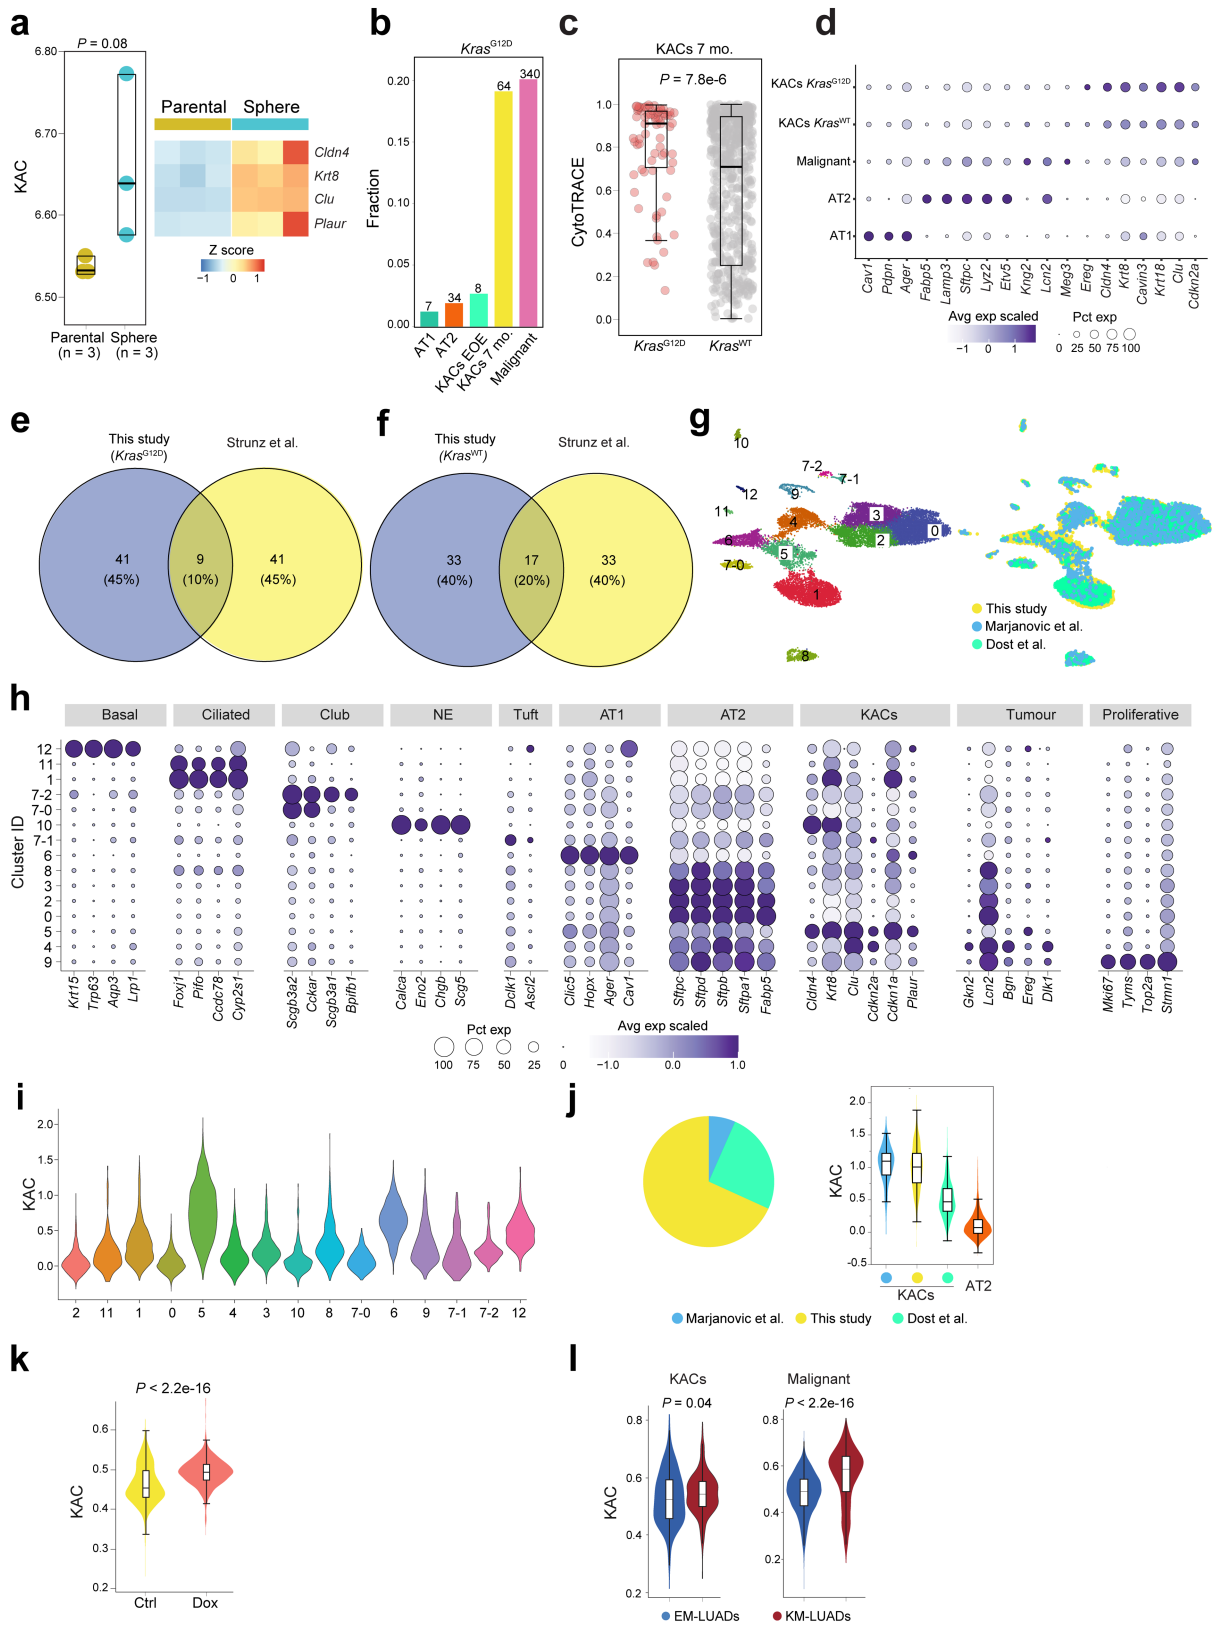 a
P = 0.08
KAC
6.80
6.70
6.60
6.50
Parental
(n = 3)
Sphere
(n = 3)
Parental
Sphere
Cldn4
Krt8
Clu
Plaur
Z score
−1 0 1
b
KrasG12D
Fraction
0.20
0.15
0.10
0.05
0.00
7
34
8
64
340
AT1
AT2
KACs EOE
KACs 7 mo.
Malignant
c
KACs 7 mo.
P = 7.8e-6
CytoTRACE
1.0
0.8
0.6
0.4
0.2
0.0
KrasG12D KrasWT
d
KACs KrasG12D
KACs KrasWT
Malignant
AT2
AT1
Cav1
Pdpn
Ager
Fabp5
Lamp3
Sftpc
Lyz2
Etv5
Kng2
Lcn2
Meg3
Ereg
Cldn4
Krt8
Cavin3
Krt18
Clu
Cdkn2a
Avg exp scaled
−1 0 1
Pct exp
0 25 50 75 100
e
This study
(KrasG12D)
Strunz et al.
41
(45%)
9
(10%)
41
(45%)
f
This study
(KrasWT)
Strunz et al.
33
(40%)
17
(20%)
33
(40%)
g
10
7-2
7-1
12
9
11
4
3
0
6
2
5
7-0
1
8
This study
Marjanovic et al.
Dost et al.
h
Basal
Ciliated
Club
NE
Tuft
AT1
AT2
KACs
Tumour
Proliferative
Cluster ID
12
11
1
7-2
7-0
10
7-1
6
8
3
2
0
5
4
9
Krt15
Trp63
Aqp3
Lrp1
Foxj1
Pifo
Ccdc78
Cyp2s1
Scgb3a2
Cckar
Scgb3a1
Bpifb1
Calca
Eno2
Chgb
Scg5
Dclk1
Ascl2
Clic5
Hopx
Ager
Cav1
Sftpc
Sftpd
Sftpb
Sftpa1
Fabp5
Cldn4
Krt8
Clu
Cdkn2a
Cdkn1a
Plaur
Gkn2
Lcn2
Bgn
Ereg
Dlk1
Mki67
Tyms
Top2a
Stmn1
Pct exp
100 75 50 25 0
Avg exp scaled
−1.0 0.0 1.0
i
KAC
2.0
1.5
1.0
0.5
0.0
2 11 1 0 5 4 3 10 8 7-0 6 9 7-1 7-2 12
j
KAC
2.0
1.5
1.0
0.5
0.0
-0.5
KACs
AT2
Marjanovic et al.
This study
Dost et al.
k
P < 2.2e-16
KAC
0.6
0.5
0.4
0.3
0.2
Ctrl Dox
l
KACs
P = 0.04
KAC
0.8
0.6
0.4
0.2
Malignant
P < 2.2e-16
0.8
0.6
0.4
0.2
EM-LUADs
KM-LUADs